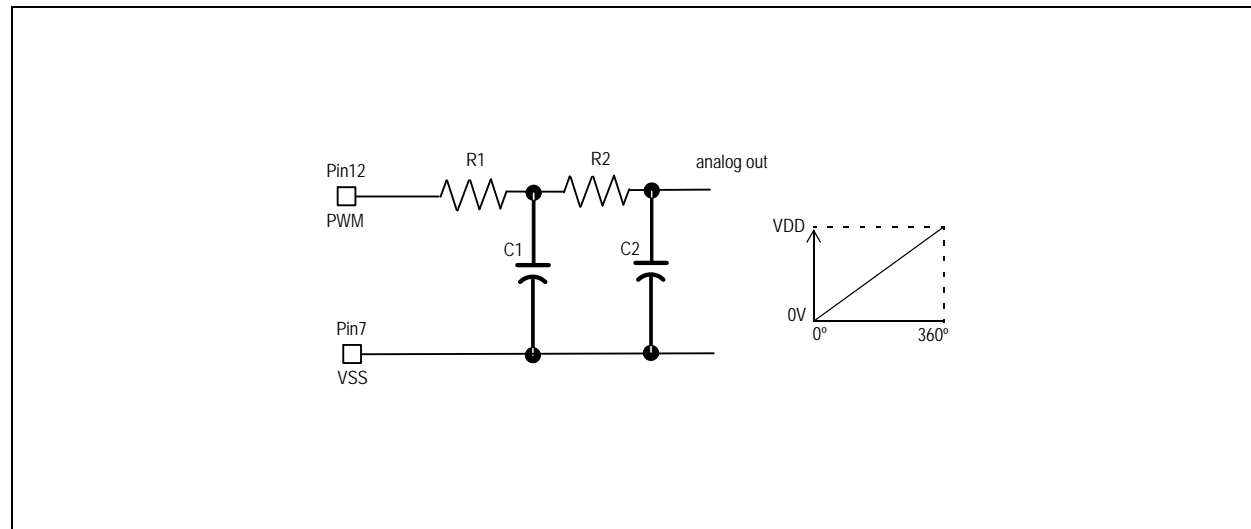 R1
R2
analog out
Pin12
PWM
C1
C2
VDD
0V
0º
360º
Pin7
VSS